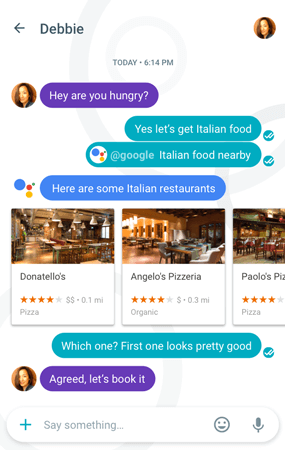 Debbie
TODAY • 6:14 PM
Hey are you hungry?
Yes let's get Italian food
@google Italian food nearby
Here are some Italian restaurants
Donatello's
$$ • 0.1 mi
Pizza
Angelo's Pizzeria
$ • 0.3 mi
Organic
Paolo's Piz
Pizza
Which one? First one looks pretty good
Agreed, let's book it
Say something...